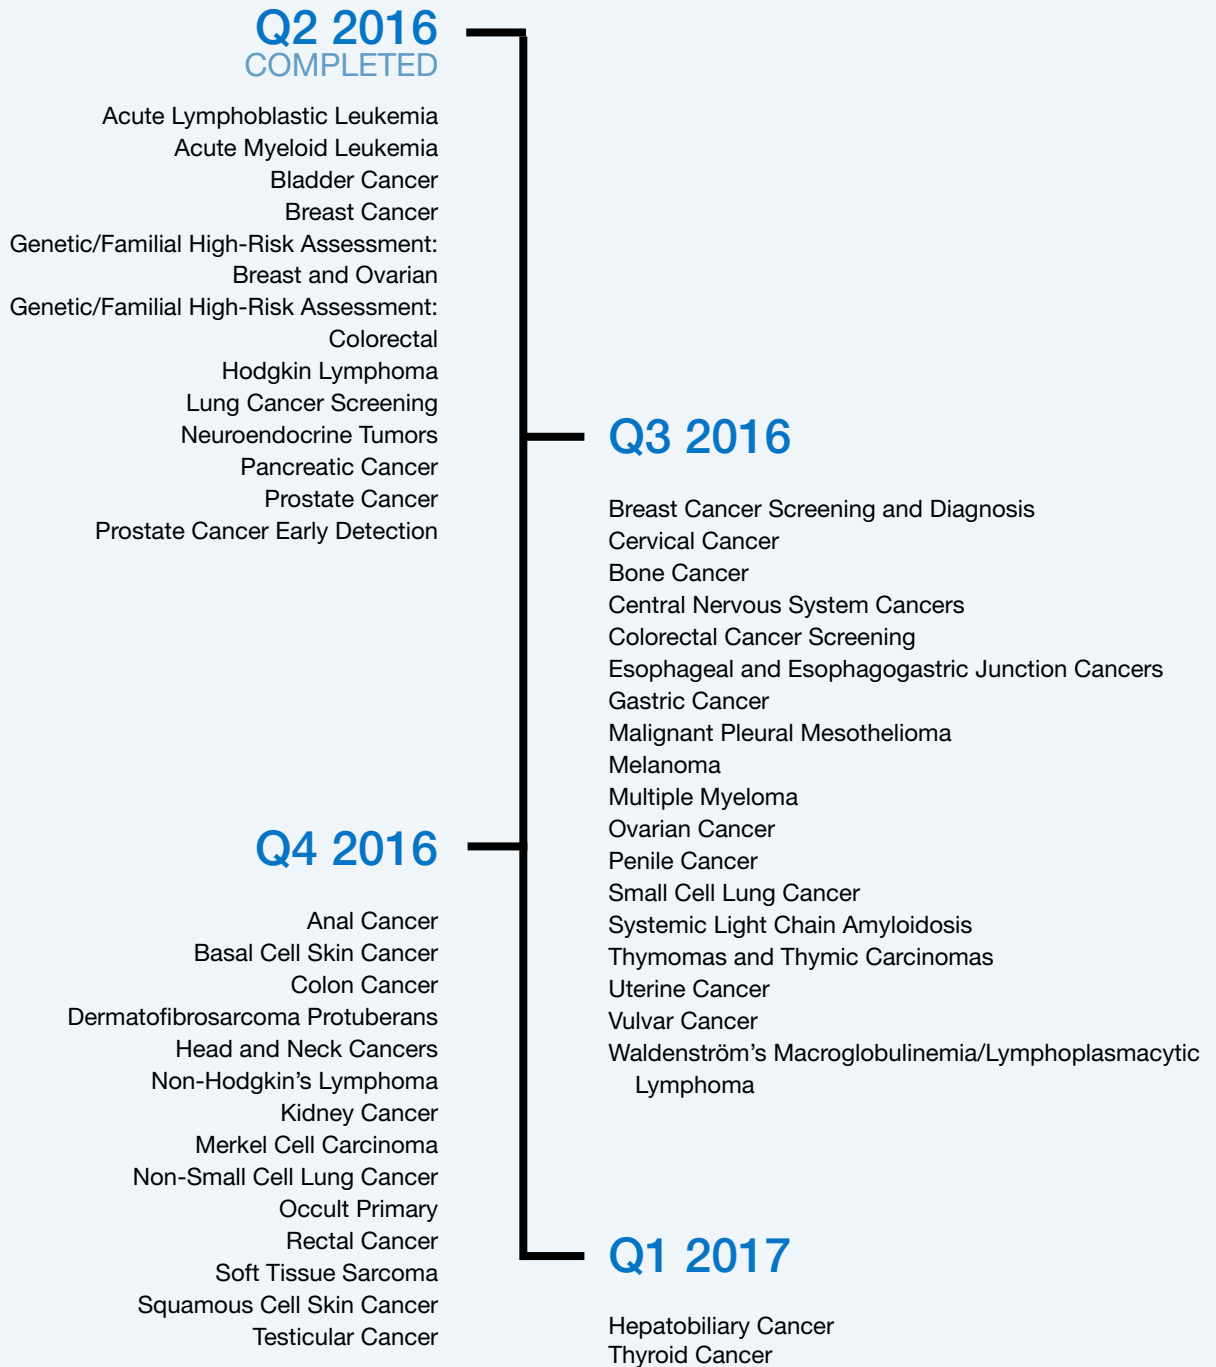 Q2 2016
COMPLETED
Acute Lymphoblastic Leukemia
Acute Myeloid Leukemia
Bladder Cancer
Breast Cancer
Genetic/Familial High-Risk Assessment:
Breast and Ovarian
Genetic/Familial High-Risk Assessment:
Colorectal
Hodgkin Lymphoma
Lung Cancer Screening
Neuroendocrine Tumors
Pancreatic Cancer
Prostate Cancer
Prostate Cancer Early Detection
Q3 2016
Breast Cancer Screening and Diagnosis
Cervical Cancer
Bone Cancer
Central Nervous System Cancers
Colorectal Cancer Screening
Esophageal and Esophagogastric Junction Cancers
Gastric Cancer
Malignant Pleural Mesothelioma
Melanoma
Multiple Myeloma
Ovarian Cancer
Penile Cancer
Small Cell Lung Cancer
Systemic Light Chain Amyloidosis
Thymomas and Thymic Carcinomas
Uterine Cancer
Vulvar Cancer
Waldenström’s Macroglobulinemia/Lymphoplasmacytic
Lymphoma
Q4 2016
Anal Cancer
Basal Cell Skin Cancer
Colon Cancer
Dermatofibrosarcoma Protuberans
Head and Neck Cancers
Non-Hodgkin’s Lymphoma
Kidney Cancer
Merkel Cell Carcinoma
Non-Small Cell Lung Cancer
Occult Primary
Rectal Cancer
Soft Tissue Sarcoma
Squamous Cell Skin Cancer
Testicular Cancer
Q1 2017
Hepatobiliary Cancer
Thyroid Cancer